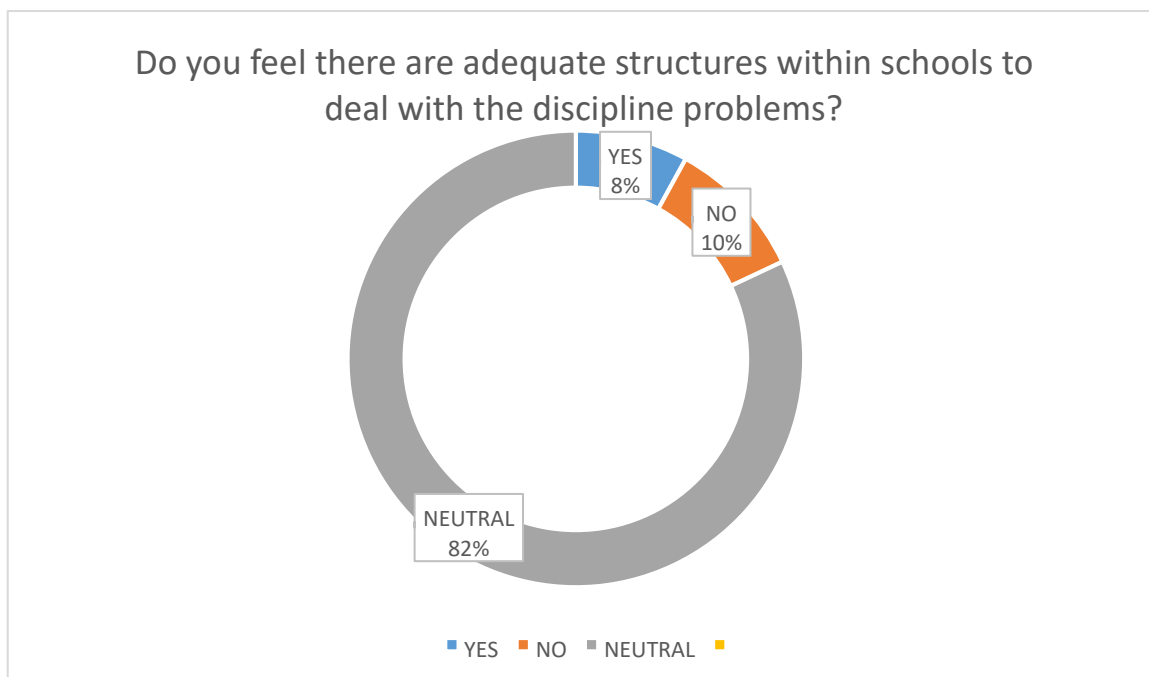 Do you feel there are adequate structures within schools to
deal with the discipline problems?
YES
8%
NO
10%
NEUTRAL
82%
YES NO NEUTRAL